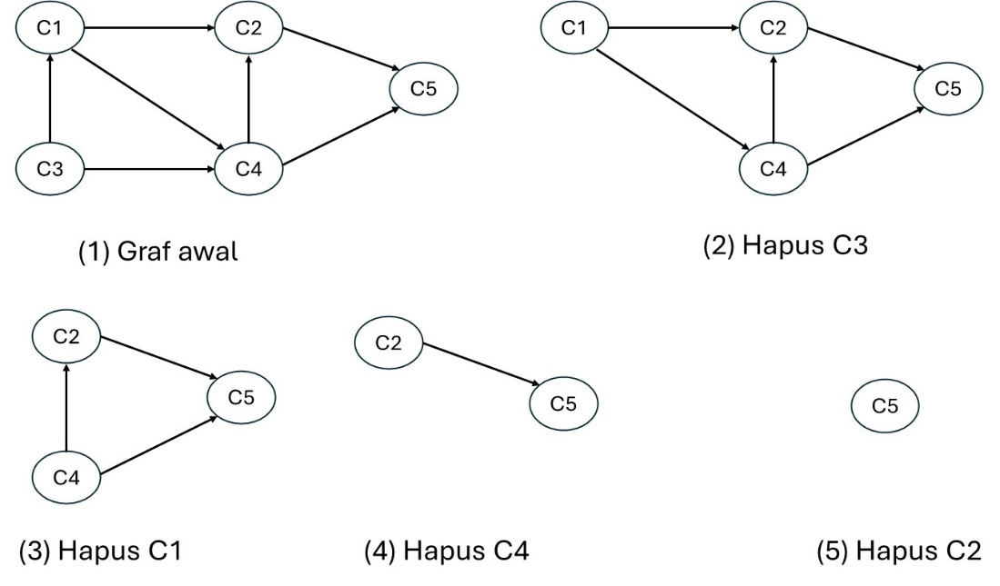 C1
C2
C5
C3
C4
(1) Graf awal
C1
C2
C5
C4
(2) Hapus C3
C2
C5
C4
(3) Hapus C1
C2
C5
(4) Hapus C4
C5
(5) Hapus C2